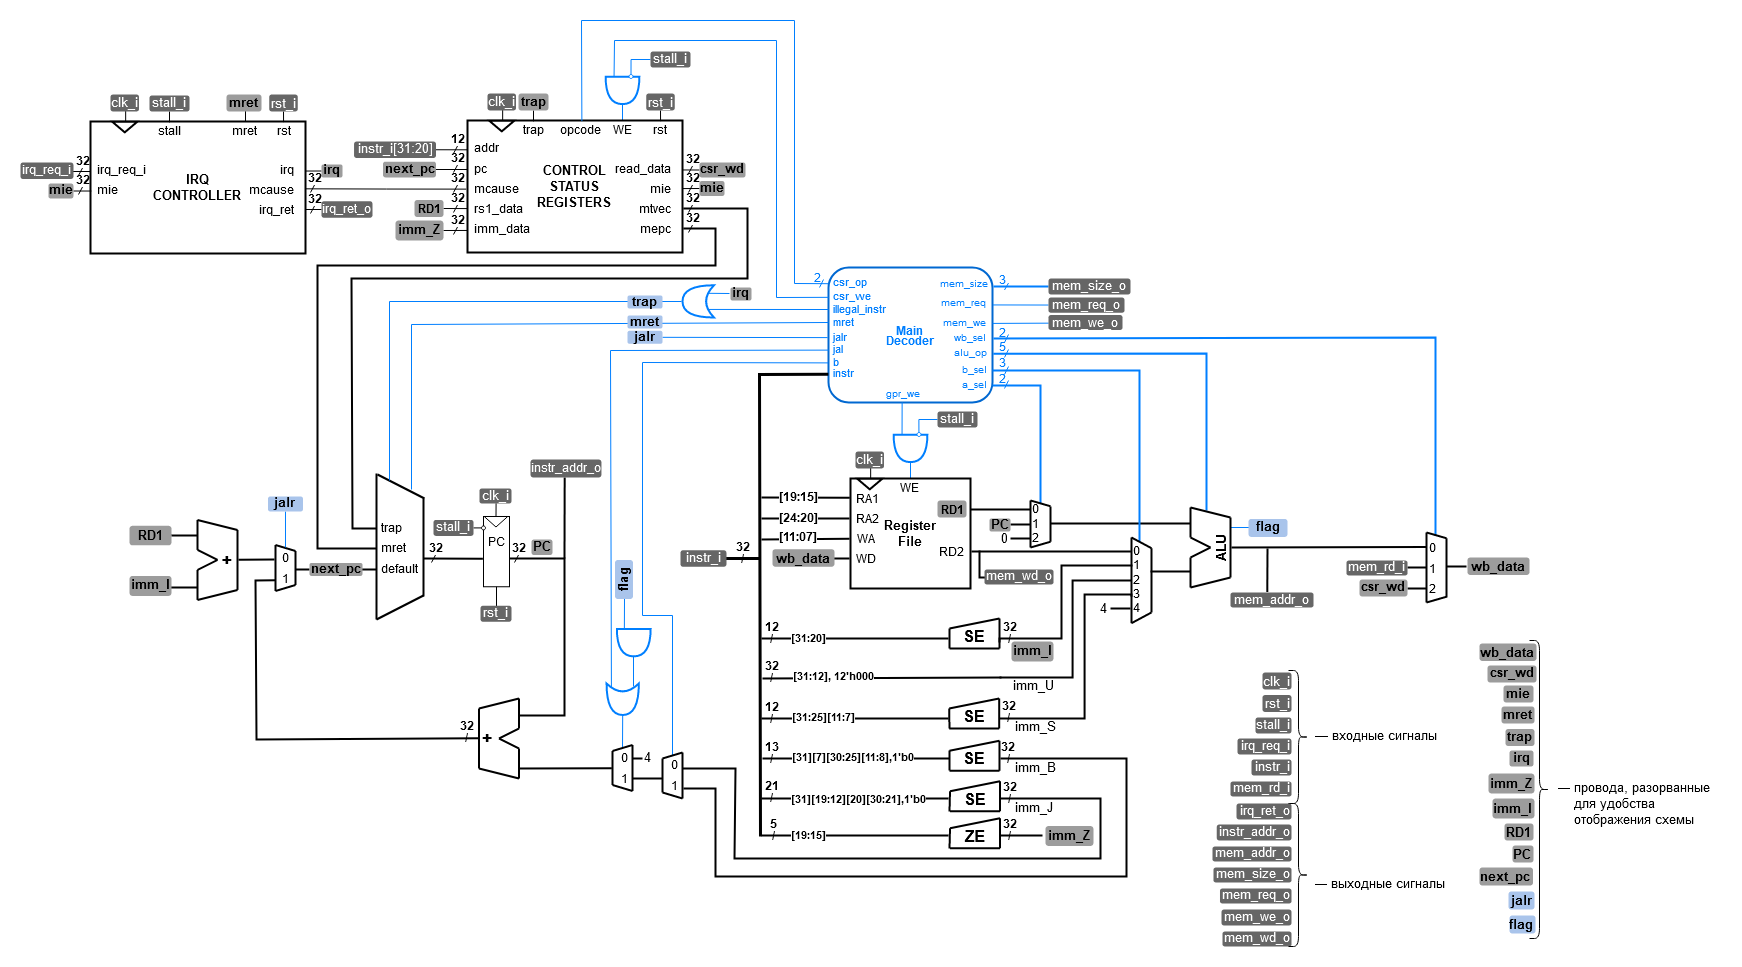 stall_i
clk_i
stall_i
mret
rst_i
stall
mret
rst
irq_req_i
32
irq_req_i
mie
32
mie
IRQ
CONTROLLER
irq
irq
mcause
32
irq_ret
32
irq_ret_o
clk_i
trap
rst_i
trap
opcode
WE
rst
instr_i[31:20]
12
addr
next_pc
32
pc
32
mcause
RD1
32
rs1_data
imm_Z
32
imm_data
CONTROL
STATUS
REGISTERS
read_data
32
csr_wd
mie
32
mie
mtvec
32
mepc
32
trap
irq
mret
jalr
2
csr_op
csr_we
illegal_instr
mret
jalr
jal
b
instr
Main
Decoder
mem_size
3
mem_size_o
mem_req
mem_req_o
mem_we
mem_we_o
wb_sel
2
alu_op
5
b_sel
3
a_sel
2
gpr_we
stall_i
clk_i
instr_addr_o
clk_i
jalr
RD1
+
imm_I
0
1
next_pc
trap
mret
default
32
stall_i
PC
32
PC
rst_i
flag
instr_i
32
[19:15]
[24:20]
[11:07]
wb_data
WE
RA1
RA2
WA
WD
Register
File
RD1
RD2
mem_wd_o
PC
0
0
1
2
4
0
1
2
3
4
ALU
flag
mem_addr_o
mem_rd_i
csr_wd
0
1
2
wb_data
12
[31:20]
SE
32
imm_I
32
[31:12], 12'h000
imm_U
12
[31:25][11:7]
SE
32
imm_S
13
[31][7][30:25][11:8],1'b0
SE
32
imm_B
21
[31][19:12][20][30:21],1'b0
SE
32
imm_J
5
[19:15]
ZE
32
imm_Z
32
+
0
1
4
0
1
clk_i
rst_i
stall_i
irq_req_i
instr_i
mem_rd_i
— входные сигналы
irq_ret_o
instr_addr_o
mem_addr_o
mem_size_o
mem_req_o
mem_we_o
mem_wd_o
— выходные сигналы
wb_data
csr_wd
mie
mret
trap
irq
imm_Z
imm_I
RD1
PC
next_pc
jalr
flag
— провода, разорванные
для удобства
отображения схемы